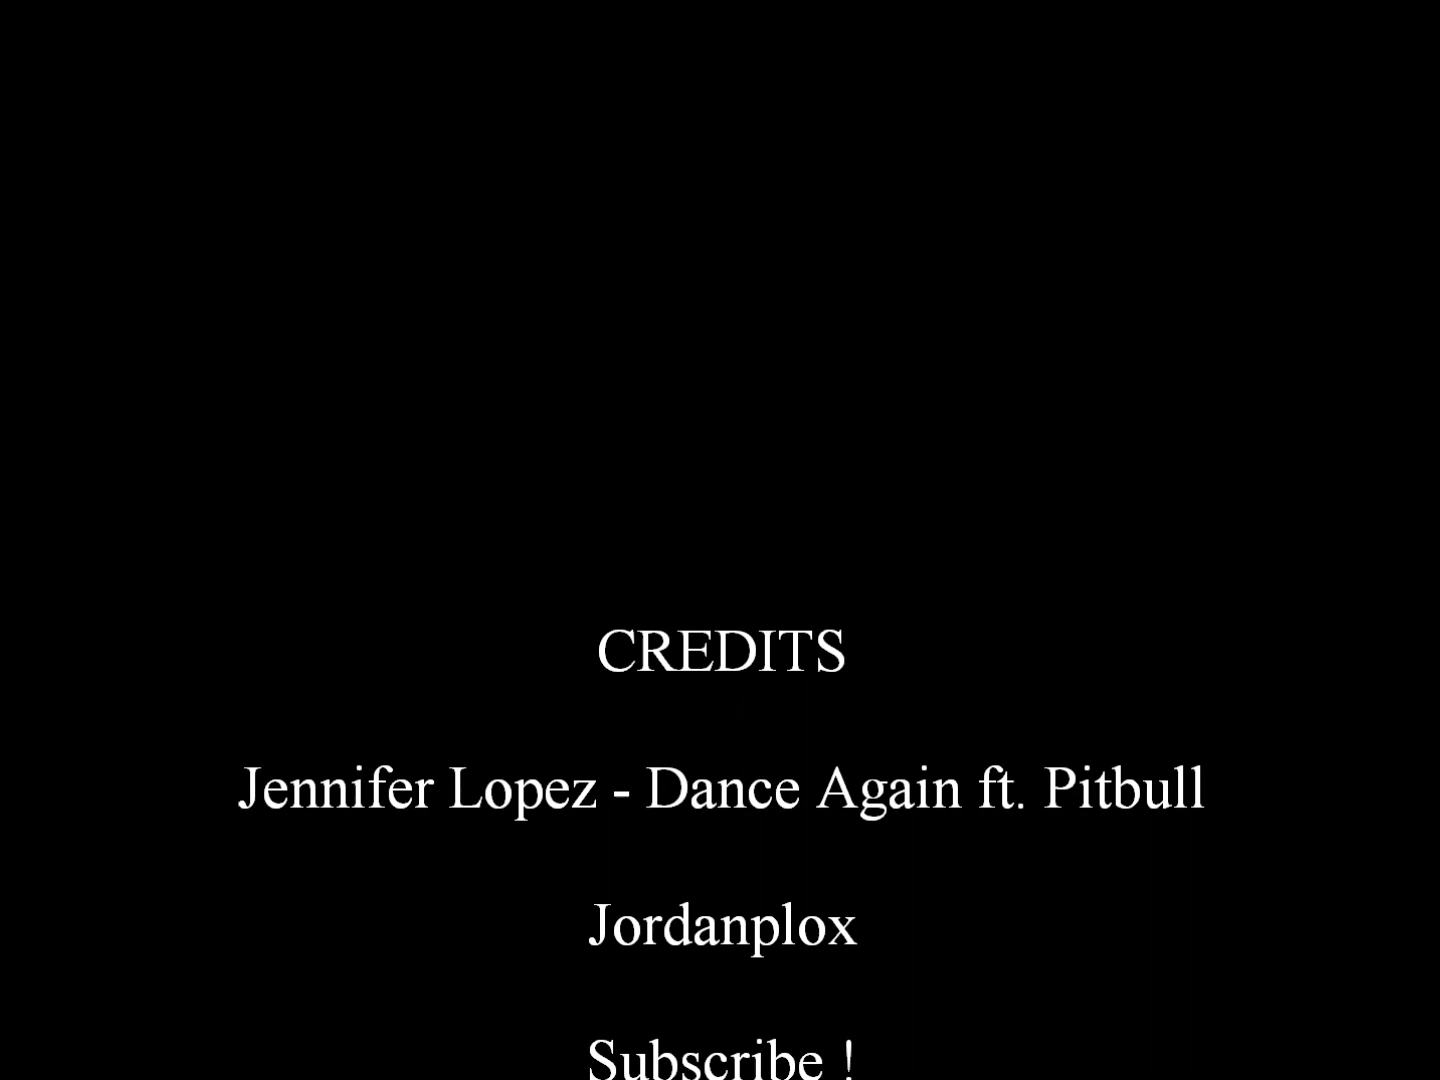 CREDITS
Jennifer Lopez - Dance Again ft. Pitbull
Jordanplox
Subscribe !